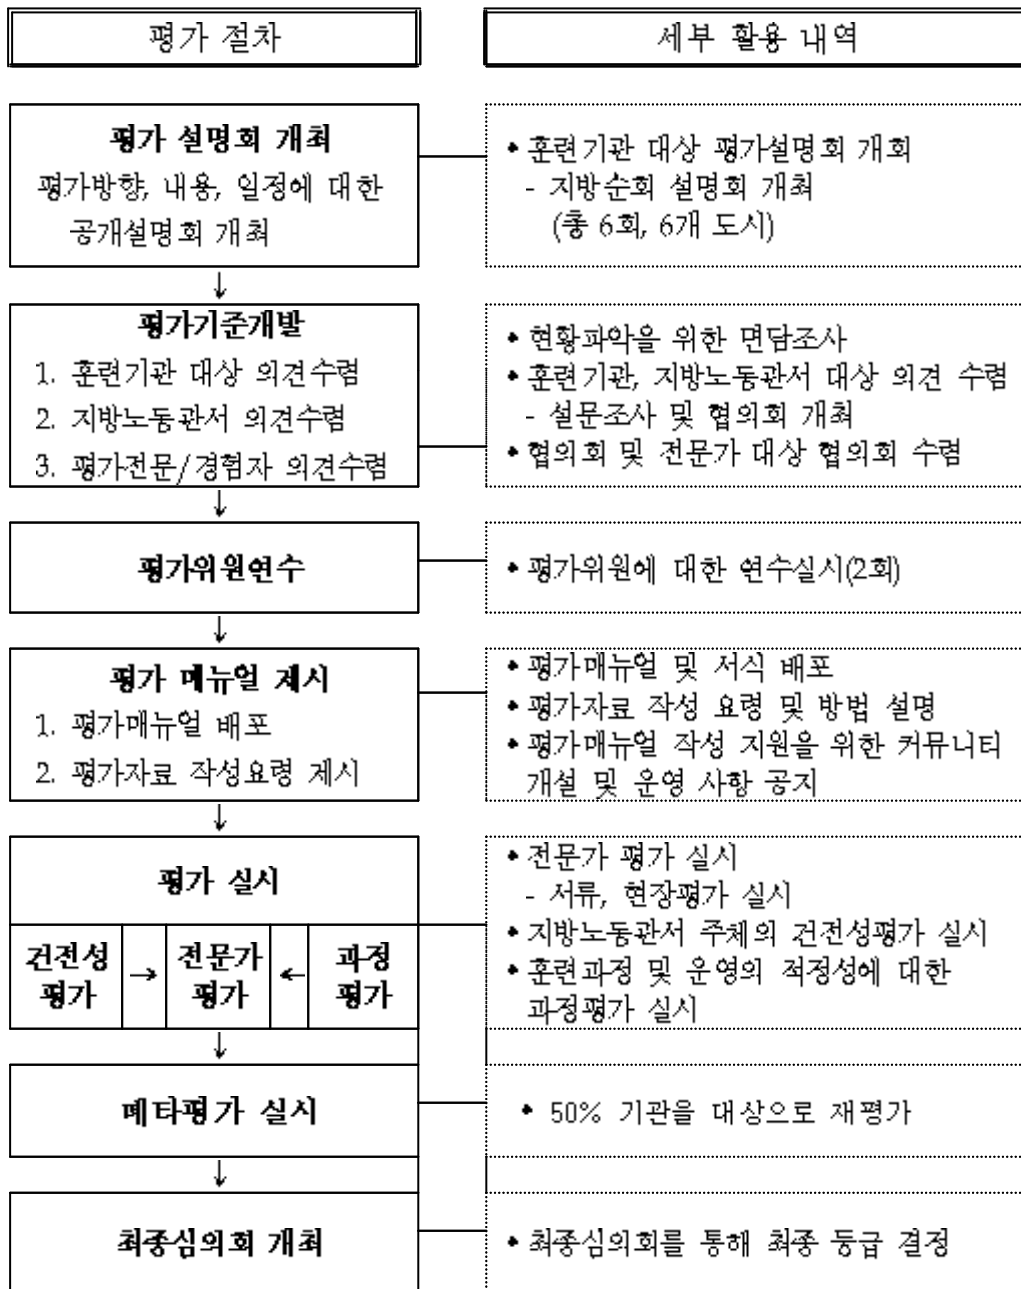 평가 절차
세부 활용 내역
평가 설명회 개최
평가방향, 내용, 일정에 대한
공개설명회 개최
• 훈련기관 대상 평가설명회 개회
- 지방순회 설명회 개최
(총 6회, 6개 도시)
↓
평가기준개발
1. 훈련기관 대상 의견수렴
2. 지방노동관서 의견수렴
3. 평가전문/경험자 의견수렴
• 현황파악을 위한 면담조사
• 훈련기관, 지방노동관서 대상 의견 수렴
- 설문조사 및 협의회 개최
• 협의회 및 전문가 대상 협의회 수렴
↓
평가위원연수
• 평가위원에 대한 연수실시(2회)
↓
평가 메뉴얼 제시
1. 평가매뉴얼 배포
2. 평가자료 작성요령 제시
• 평가매뉴얼 및 서식 배포
• 평가자료 작성 요령 및 방법 설명
• 평가매뉴얼 작성 지원을 위한 커뮤니티
개설 및 운영 사항 공지
↓
평가 실시
건전성 → 전문가 ← 과정
평가 평가 평가
• 전문가 평가 실시
- 서류, 현장평가 실시
• 지방노동관서 주체의 건전성평가 실시
• 훈련과정 및 운영의 적정성에 대한
과정평가 실시
↓
메타평가 실시
• 50% 기관을 대상으로 재평가
↓
최종심의회 개최
• 최종심의회를 통해 최종 등급 결정